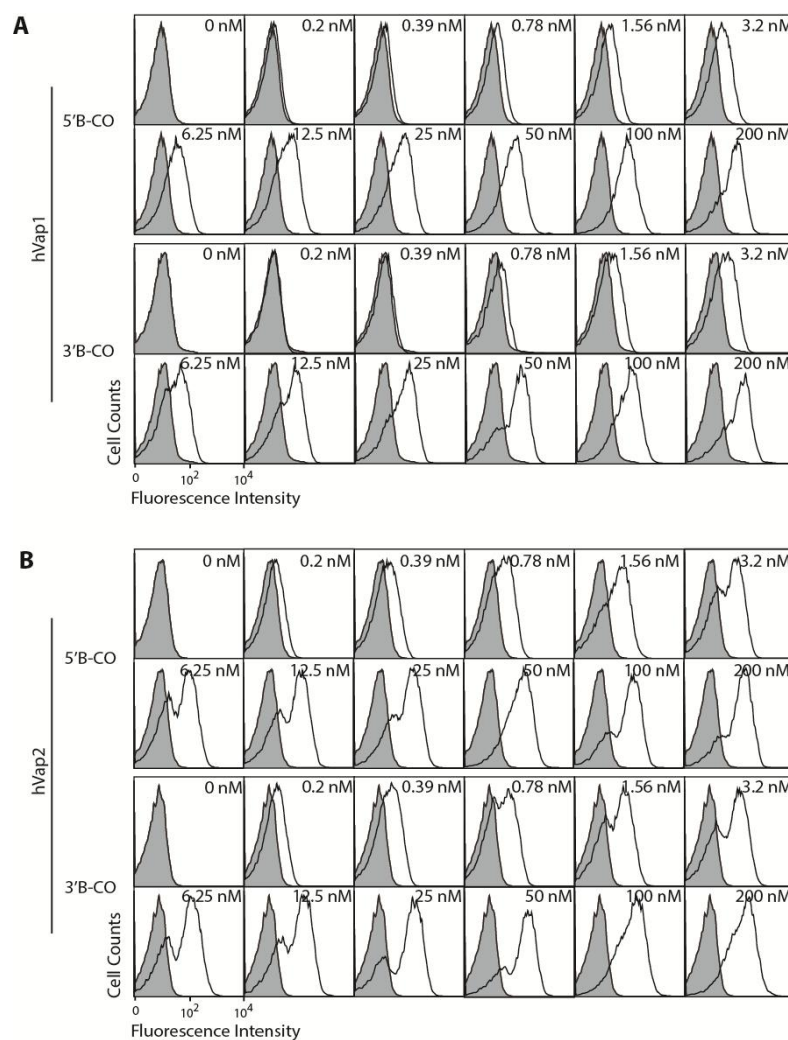 A
0 nM 0.2 nM 0.39 nM 0.78 nM 1.56 nM 3.2 nM
5'B-CO
6.25 nM 12.5 nM 25 nM 50 nM 100 nM 200 nM
hVap1
0 nM 0.2 nM 0.39 nM 0.78 nM 1.56 nM 3.2 nM
3'B-CO
6.25 nM 12.5 nM 25 nM 50 nM 100 nM 200 nM
Cell Counts
0 10² 10⁴
Fluorescence Intensity
B
0 nM 0.2 nM 0.39 nM 0.78 nM 1.56 nM 3.2 nM
5'B-CO
6.25 nM 12.5 nM 25 nM 50 nM 100 nM 200 nM
hVap2
0 nM 0.2 nM 0.39 nM 0.78 nM 1.56 nM 3.2 nM
3'B-CO
6.25 nM 12.5 nM 25 nM 50 nM 100 nM 200 nM
Cell Counts
0 10² 10⁴
Fluorescence Intensity